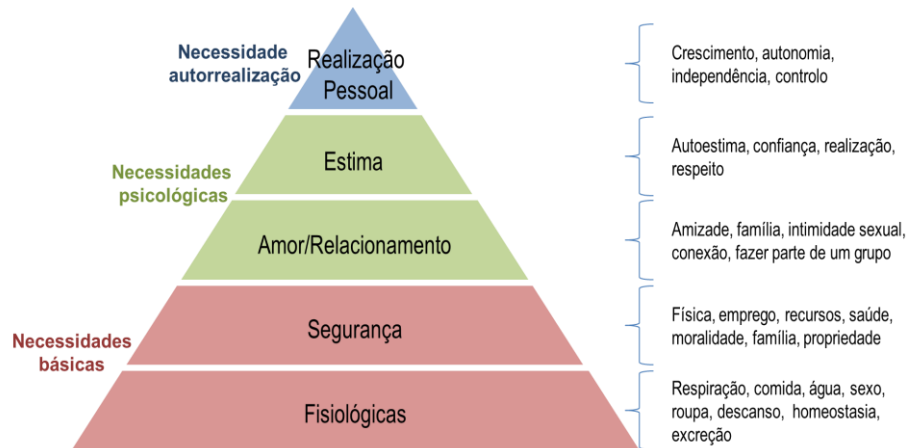 Necessidade
autorrealização
Realização
Pessoal
Crescimento, autonomia,
independência, controlo
Necessidades
psicológicas
Estima
Autoestima, confiança, realização,
respeito
Amor/Relacionamento
Amizade, família, intimidade sexual,
conexão, fazer parte de um grupo
Necessidades
básicas
Segurança
Física, emprego, recursos, saúde,
moralidade, família, propriedade
Fisiológicas
Respiração, comida, água, sexo,
roupa, descanso, homeostasia,
excreção